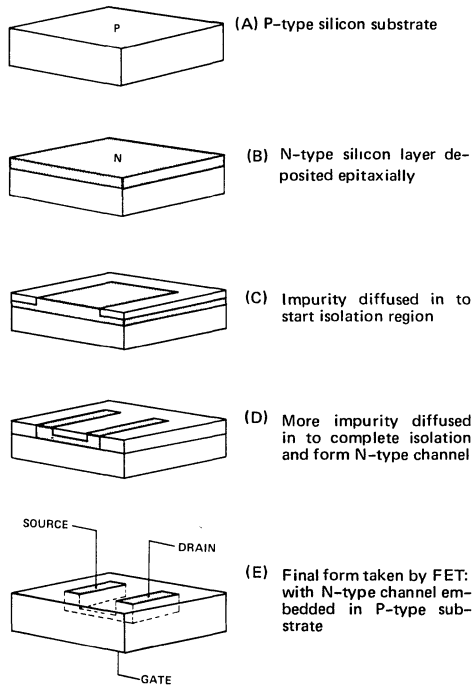 P
(A) P-type silicon substrate
N
(B) N-type silicon layer de-
posited epitaxially
(C) Impurity diffused in to
start isolation region
(D) More impurity diffused
in to complete isolation
and form N-type channel
SOURCE
DRAIN
(E) Final form taken by FET:
with N-type channel em-
bedded in P-type sub-
strate
GATE